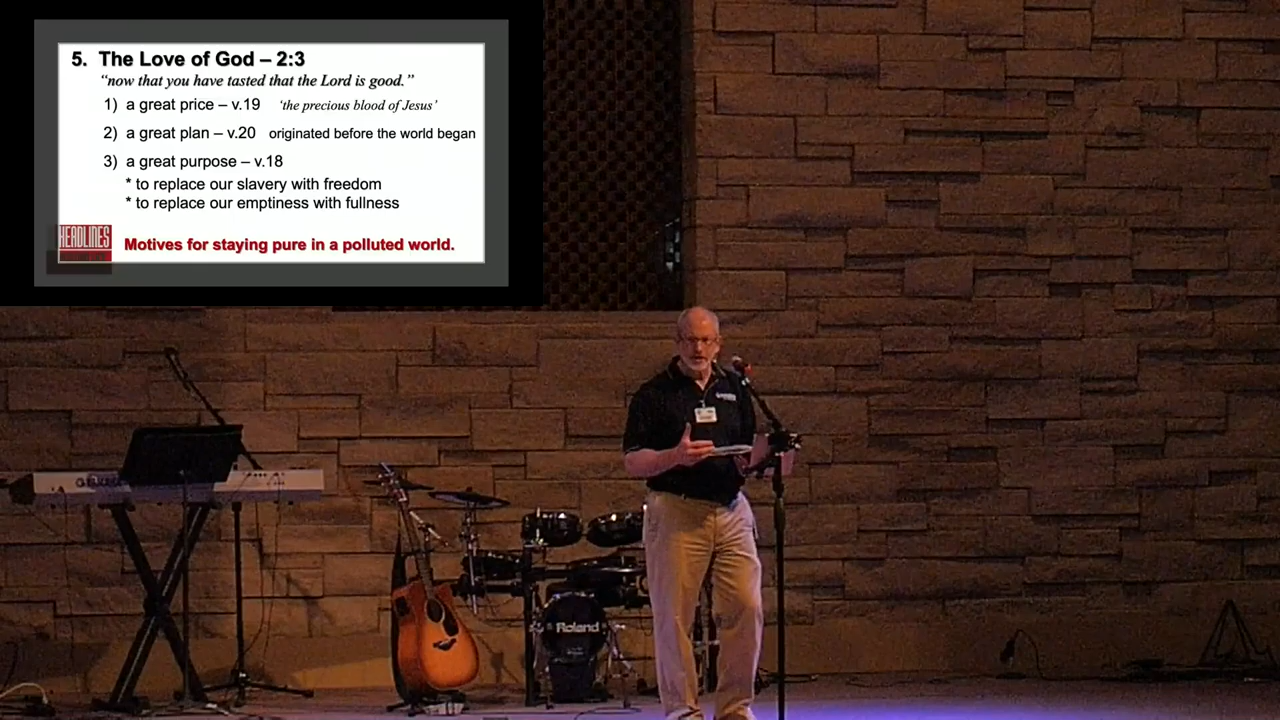 5. The Love of God – 2:3
“now that you have tasted that the Lord is good.”
1) a great price – v.19 ‘the precious blood of Jesus’
2) a great plan – v.20 originated before the world began
3) a great purpose – v.18
* to replace our slavery with freedom
* to replace our emptiness with fullness
HEADLINES
Motives for staying pure in a polluted world.
Roland